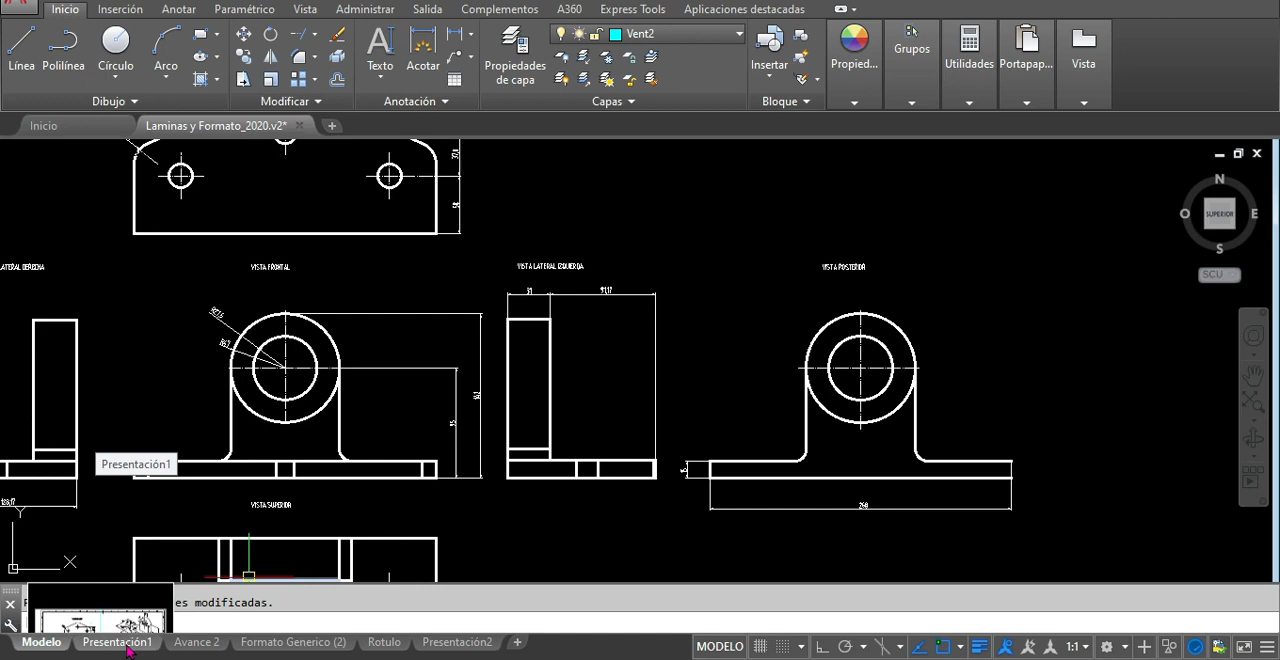 Inicio Inserción Anotar Paramétrico Vista Administrar Salida Complementos A360 Express Tools Aplicaciones destacadas
Línea Polilínea Círculo Arco
Texto Acotar
Propiedades de capa
Vent2
Insertar
Propied... Grupos Utilidades Portapap... Vista
Dibujo Modificar Anotación Capas Bloque
Inicio Laminas y Formato_2020.v2*
N
O SUPERIOR E
S
SCU
VISTA FRONTAL
VISTA LATERAL IZQUIERDA
VISTA POSTERIOR
91,17
Presentación1
VISTA SUPERIOR
248
Y
X
es modificadas.
Modelo Presentación1 Avance 2 Formato Generico (2) Rotulo Presentación2
MODELO 1:1